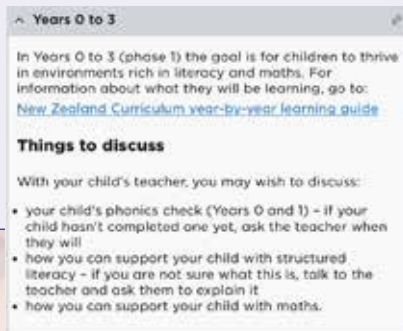 Years 0 to 3
In Years 0 to 3 (phase 1) the goal is for children to thrive
in environments rich in literacy and maths. For
information about what they will be learning, go to:
New Zealand Curriculum year-by-year learning guide
Things to discuss
With your child's teacher, you may wish to discuss:
• your child's phonics check (Years 0 and 1) – if your
child hasn't completed one yet, ask the teacher when
they will
• how you can support your child with structured
literacy – if you are not sure what this is, talk to the
teacher and ask them to explain it
• how you can support your child with maths.